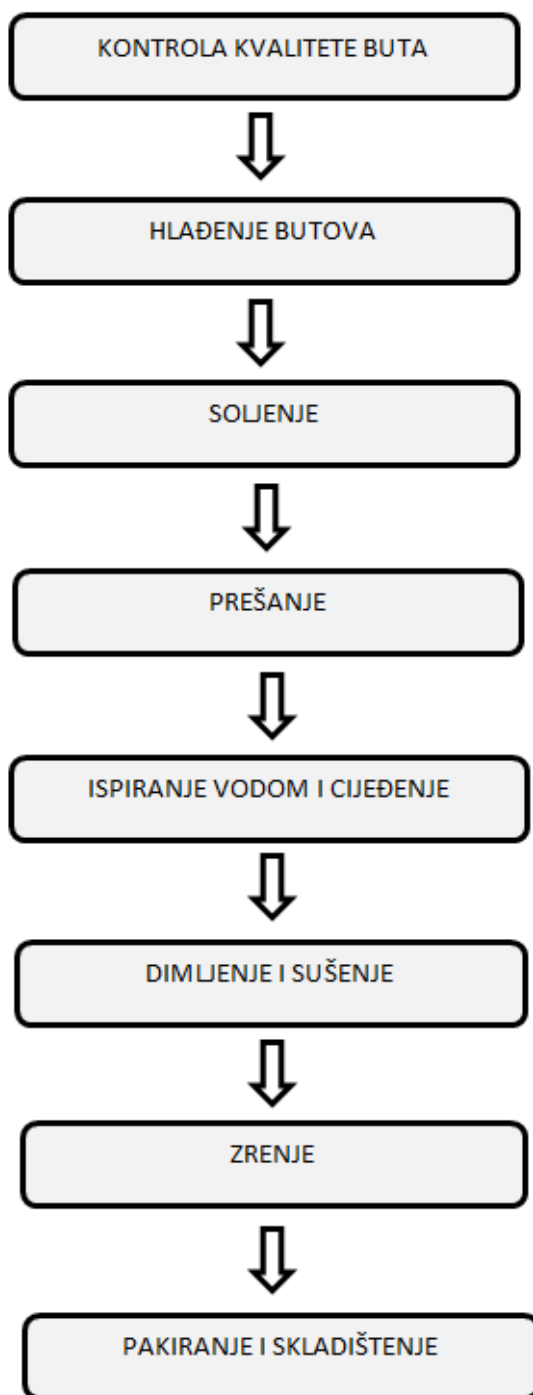 KONTROLA KVALITETE BUTA
HLAĐENJE BUTOVA
SOLJENJE
PREŠANJE
ISPIRANJE VODOM I CIJEĐENJE
DIMLJENJE I SUŠENJE
ZRENJE
PAKIRANJE I SKLADIŠTENJE